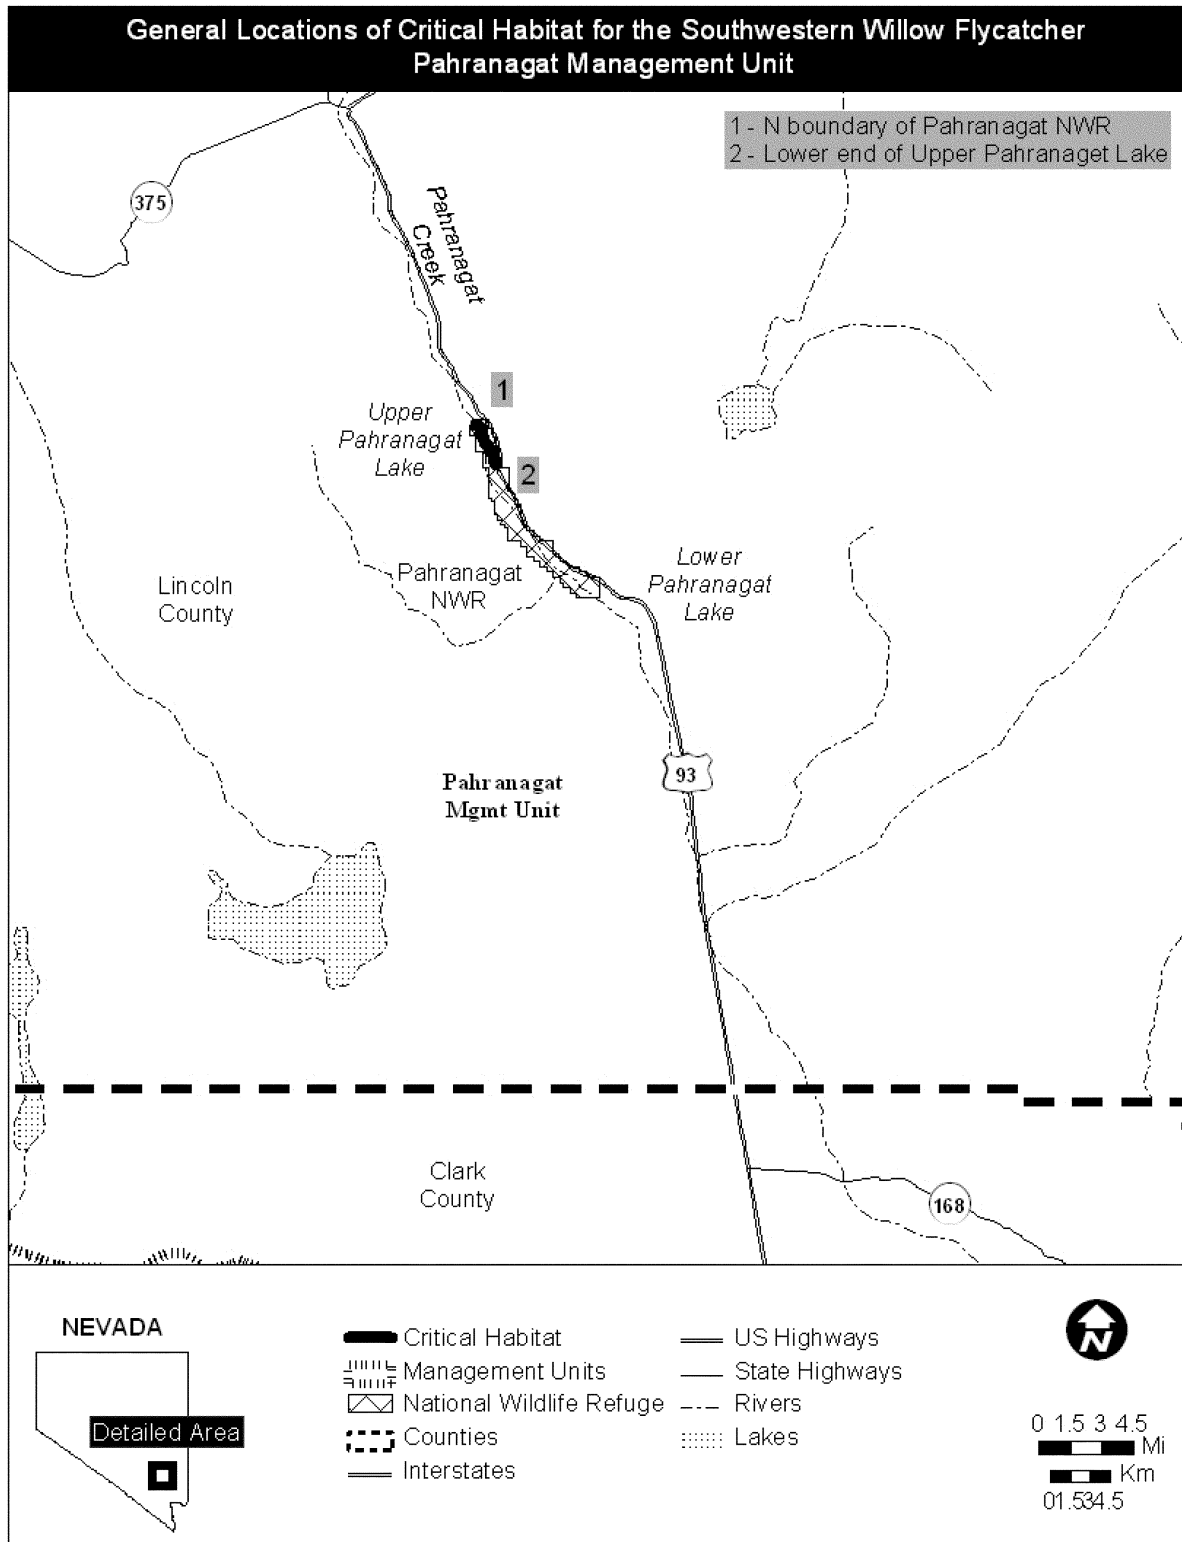 General Locations of Critical Habitat for the Southwestern Willow Flycatcher
Pahranagat Management Unit
1 - N boundary of Pahranagat NWR
2 - Lower end of Upper Pahranaget Lake
375
Pahranagat
Creek
1
Upper
Pahranagat
Lake
2
Lower
Pahranagat
Lake
Pahranagat
NWR
Lincoln
County
93
Pahranagat
Mgmt Unit
Clark
County
168
NEVADA
Detailed Area
Critical Habitat
Management Units
National Wildlife Refuge
Counties
Interstates
US Highways
State Highways
Rivers
Lakes
N
0 1.5 3 4.5
Mi
Km
01.534.5